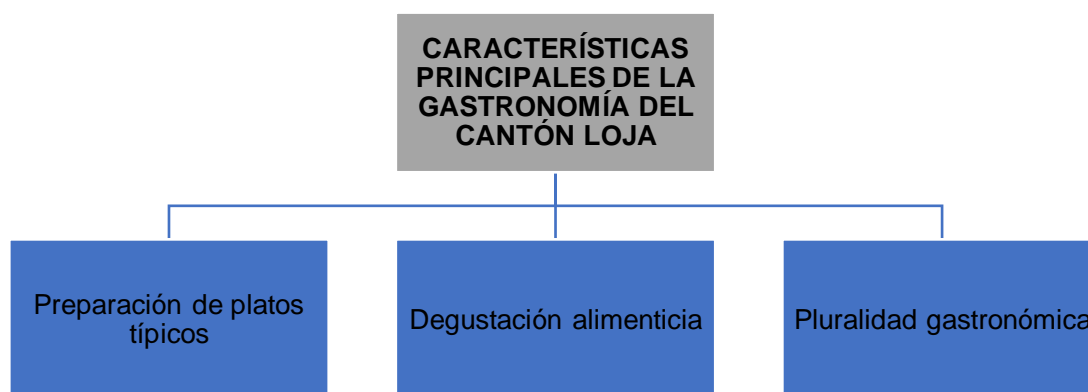 CARACTERÍSTICAS
PRINCIPALES DE LA
GASTRONOMÍA DEL
CANTÓN LOJA
Preparación de platos
típicos
Degustación alimenticia
Pluralidad gastronómica